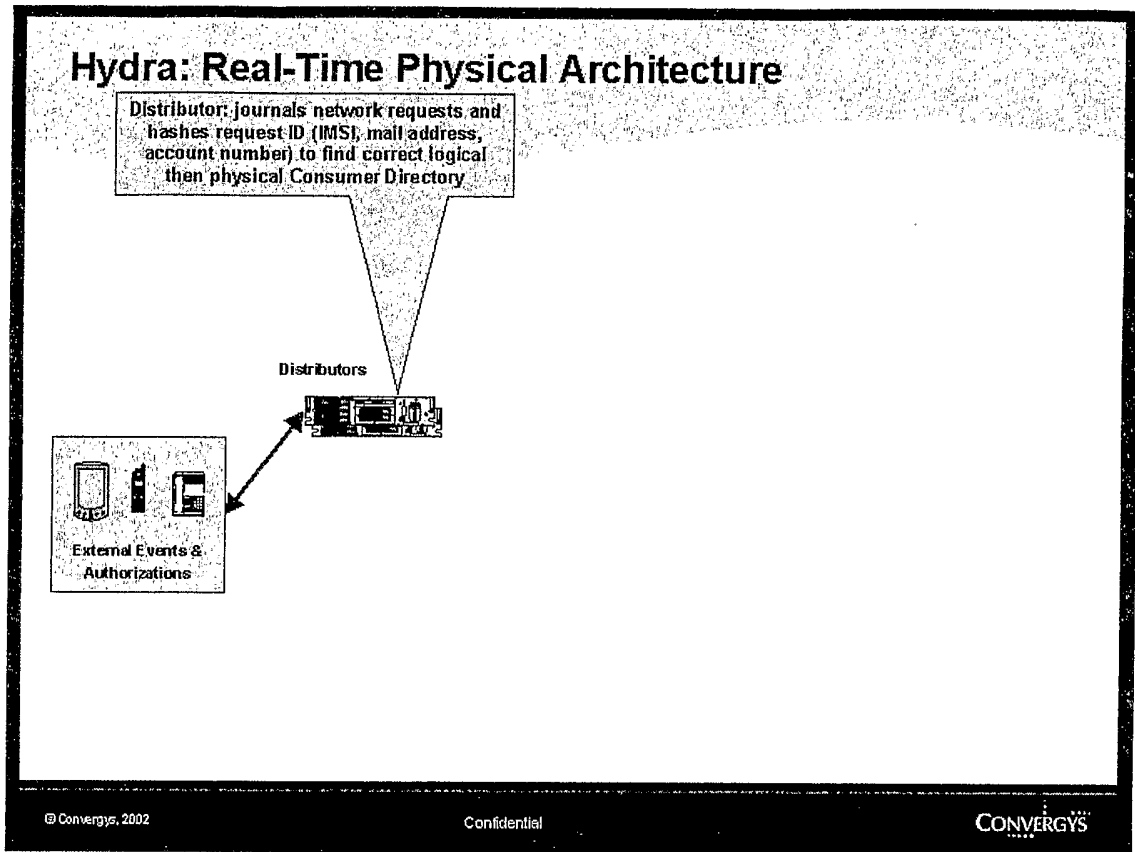 Hydra: Real-Time Physical Architecture
Distributor: journals network requests and
hashes request ID (IMSI, mail address,
account number) to find correct logical
then physical Consumer Directory
Distributors
External Events &
Authorizations
© Convergys, 2002
Confidential
CONVERGYS